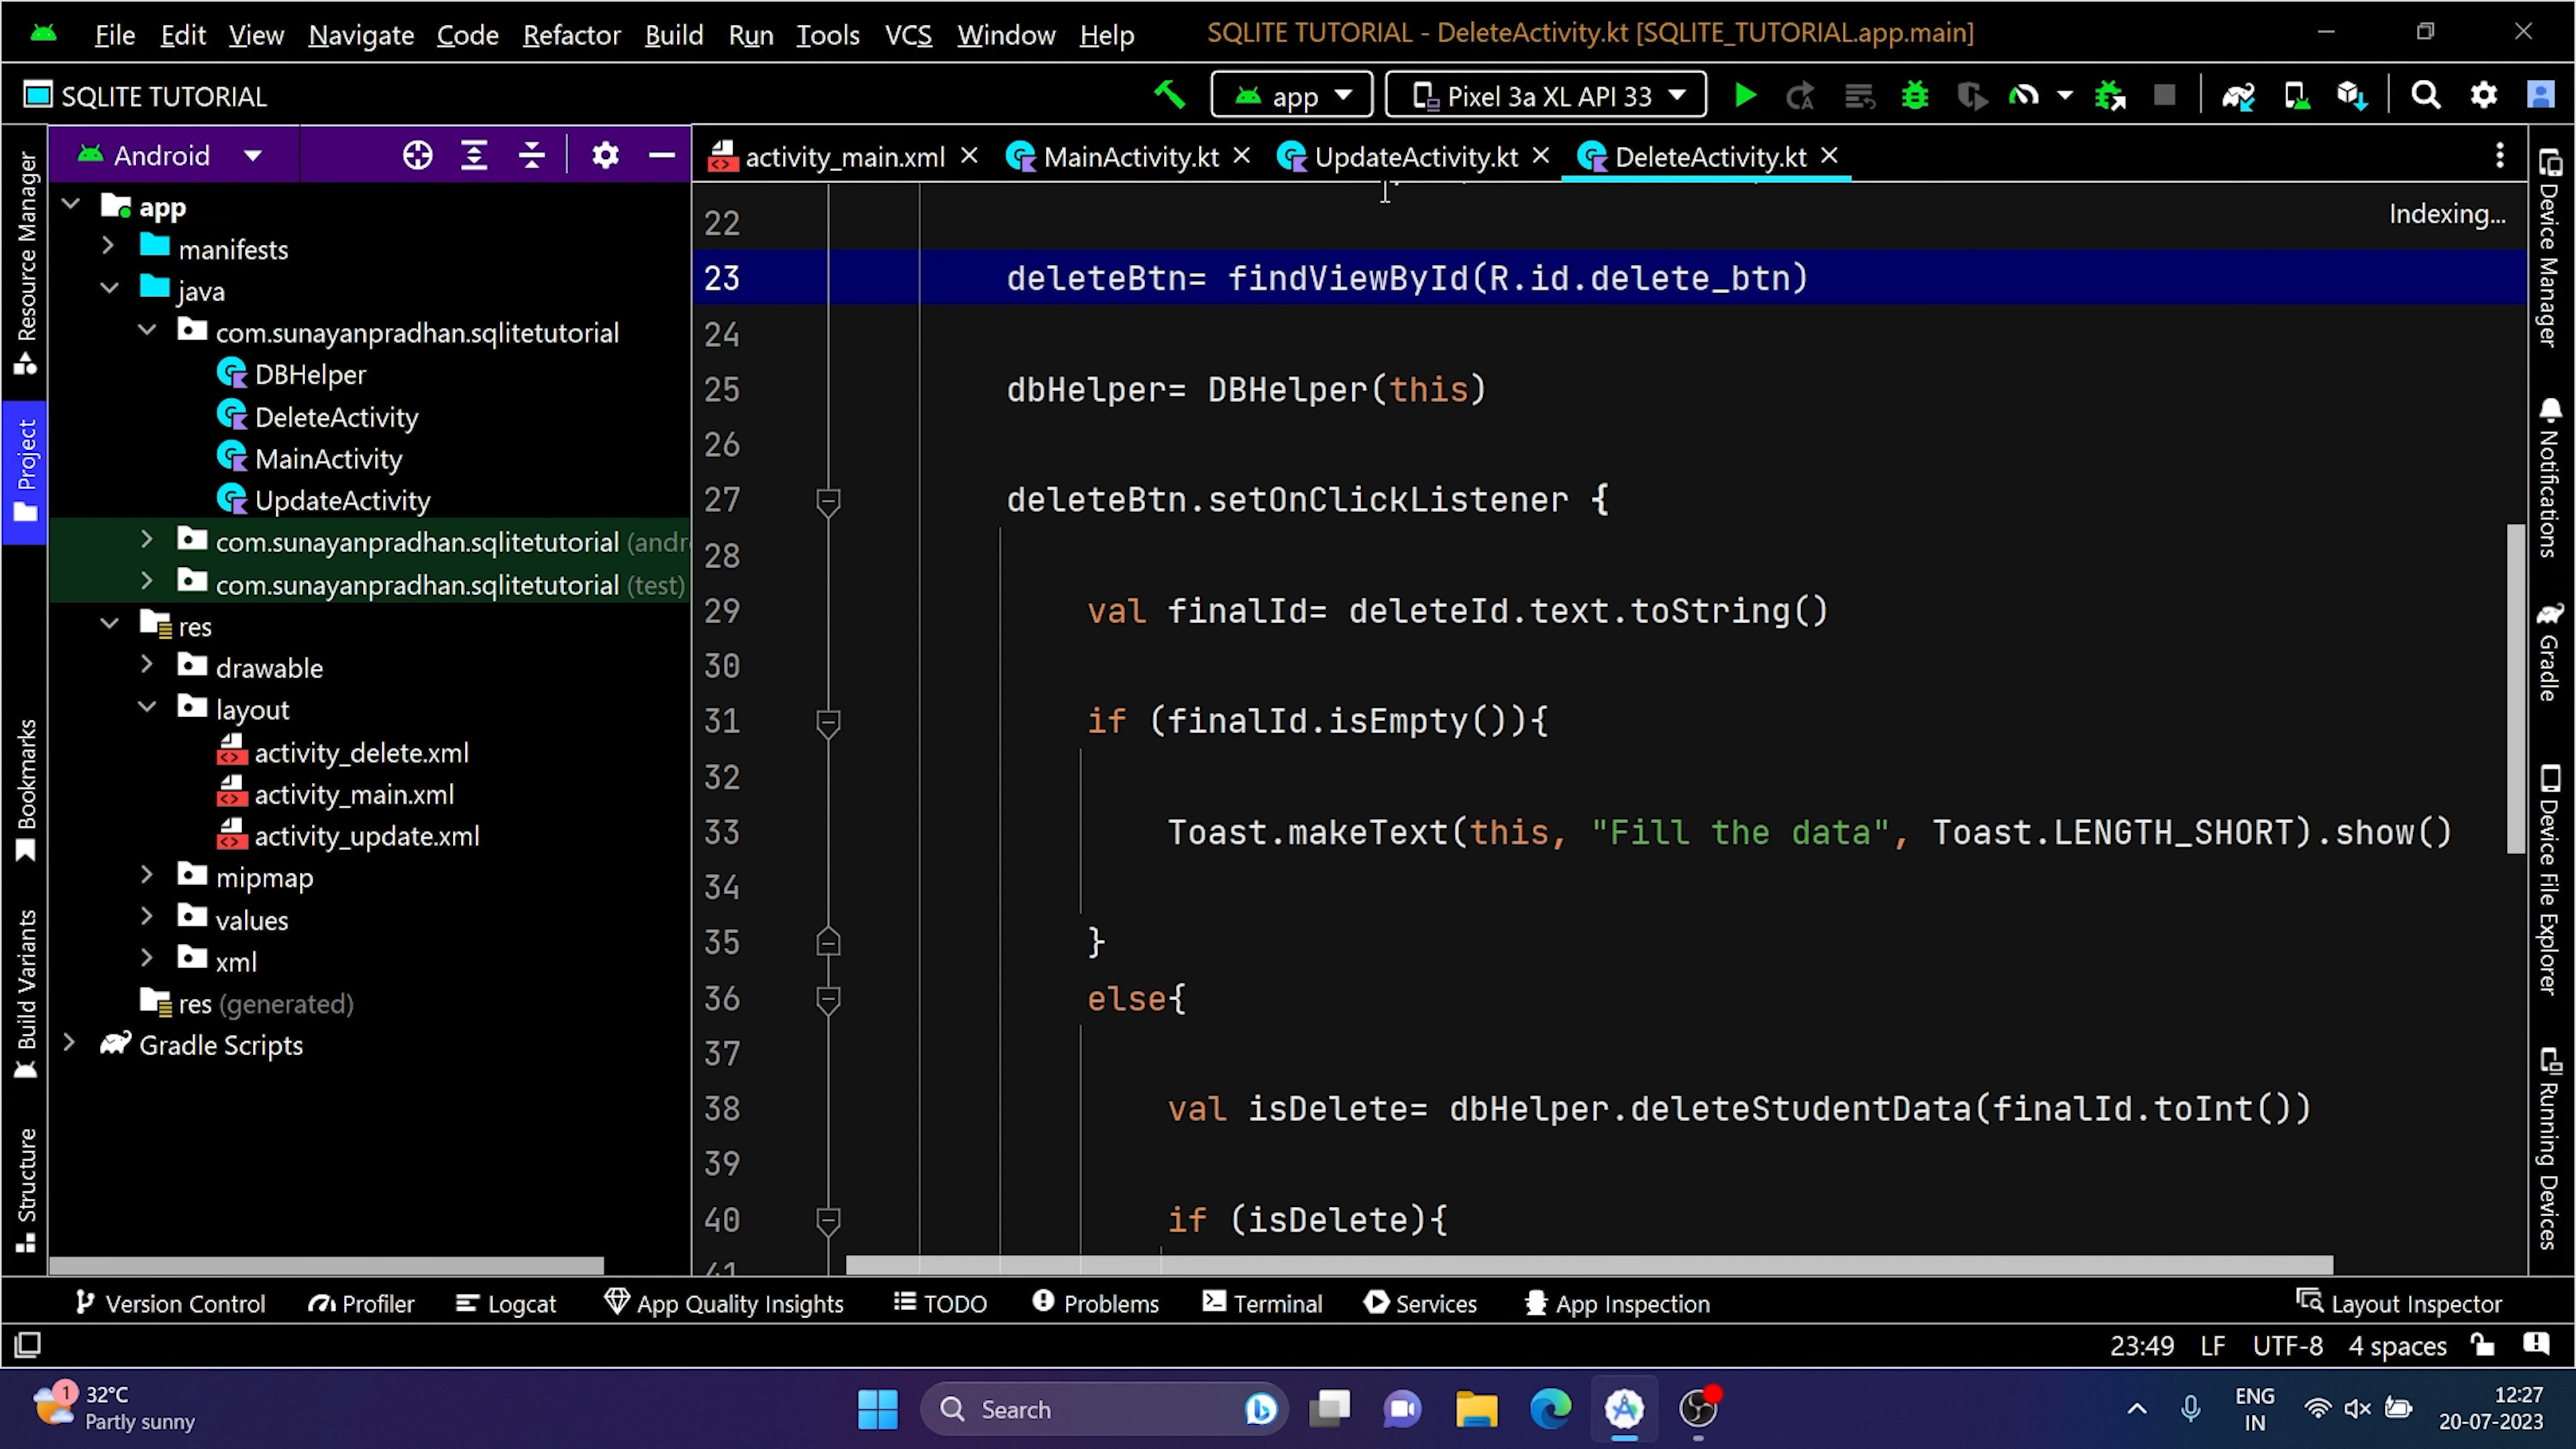 File Edit View Navigate Code Refactor Build Run Tools VCS Window Help SQLITE TUTORIAL - DeleteActivity.kt [SQLITE_TUTORIAL.app.main]
SQLITE TUTORIAL app Pixel 3a XL API 33
Android
activity_main.xml MainActivity.kt UpdateActivity.kt DeleteActivity.kt
Resource Manager
Project
Bookmarks
Build Variants
Structure
app
manifests
java
com.sunayanpradhan.sqlitetutorial
DBHelper
DeleteActivity
MainActivity
UpdateActivity
com.sunayanpradhan.sqlitetutorial (andr
com.sunayanpradhan.sqlitetutorial (test)
res
drawable
layout
activity_delete.xml
activity_main.xml
activity_update.xml
mipmap
values
xml
res (generated)
Gradle Scripts
Indexing...
22
23 deleteBtn= findViewById(R.id.delete_btn)
24
25 dbHelper= DBHelper(this)
26
27 deleteBtn.setOnClickListener {
28
29 val finalId= deleteId.text.toString()
30
31 if (finalId.isEmpty()){
32
33 Toast.makeText(this, "Fill the data", Toast.LENGTH_SHORT).show()
34
35 }
36 else{
37
38 val isDelete= dbHelper.deleteStudentData(finalId.toInt())
39
40 if (isDelete){
41
Device Manager
Notifications
Gradle
Device File Explorer
Running Devices
Version Control Profiler Logcat App Quality Insights TODO Problems Terminal Services App Inspection Layout Inspector
23:49 LF UTF-8 4 spaces
1 32°C
Partly sunny
Search
ENG
IN
12:27
20-07-2023